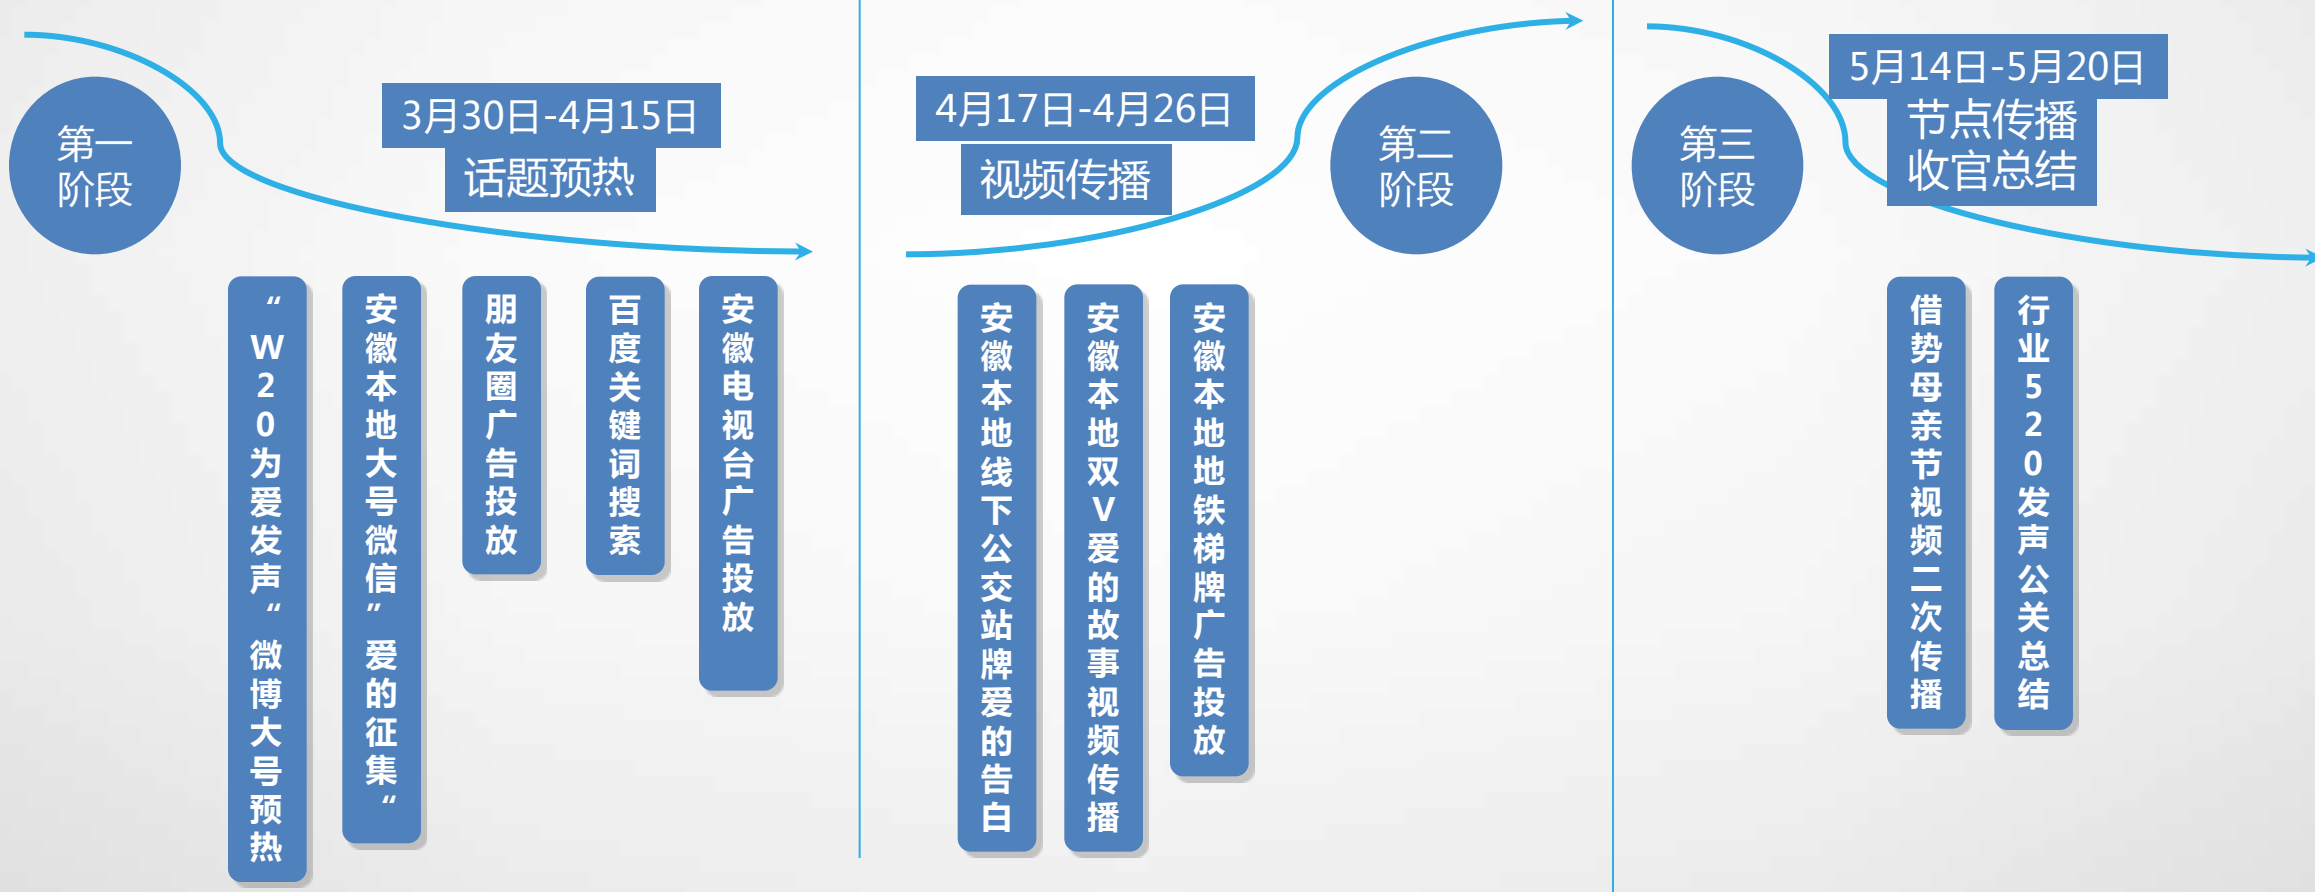 第一
阶段
3月30日-4月15日
话题预热
“W20为爱发声“微博大号预热
安徽本地大号微信”爱的征集“
朋友圈广告投放
百度关键词搜索
安徽电视台广告投放
4月17日-4月26日
视频传播
第二
阶段
安徽本地线下公交站牌爱的告白
安徽本地双V爱的故事视频传播
安徽本地地铁梯牌广告投放
第三
阶段
5月14日-5月20日
节点传播
收官总结
借势母亲节视频二次传播
行业520发声公关总结